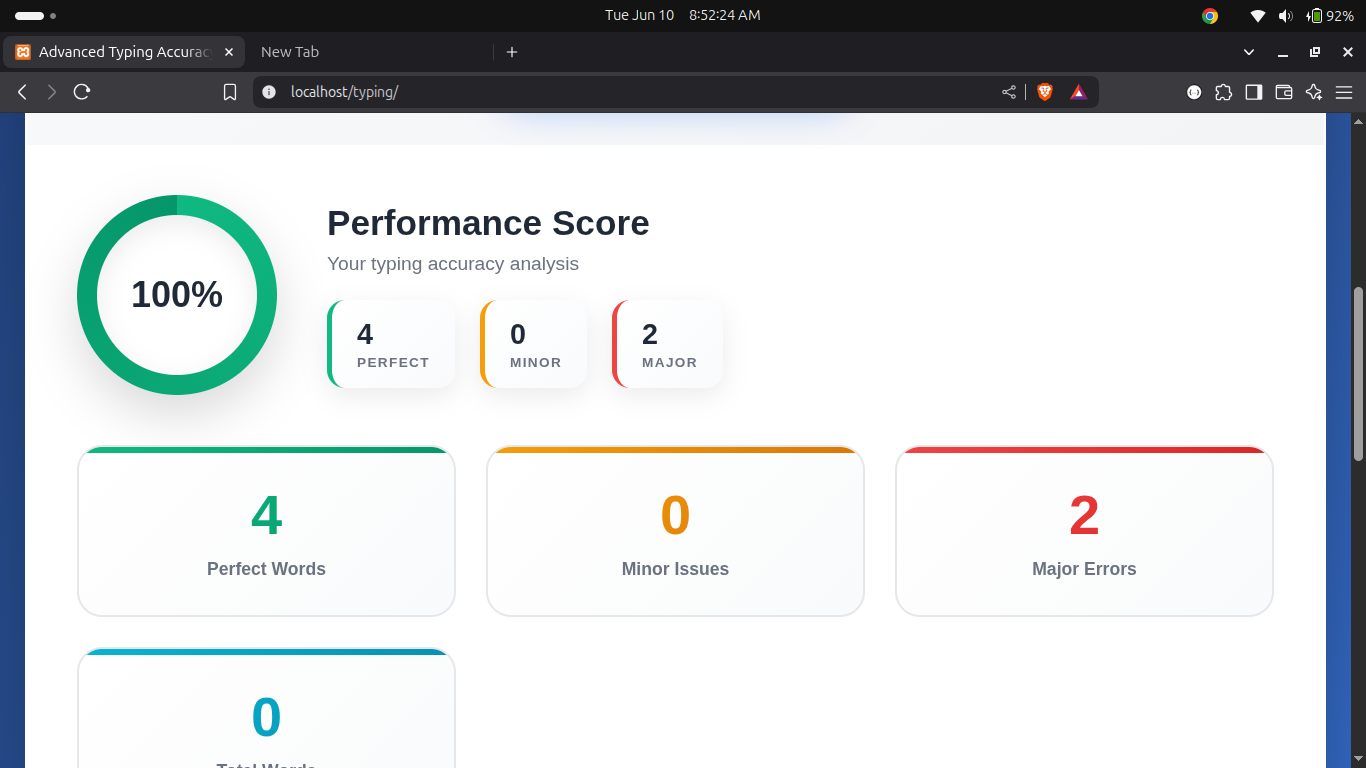 Tue Jun 10 8:52:24 AM
92%
Advanced Typing Accurac
New Tab
localhost/typing/
100%
Performance Score
Your typing accuracy analysis
4
PERFECT
0
MINOR
2
MAJOR
4
Perfect Words
0
Minor Issues
2
Major Errors
0
Total Words